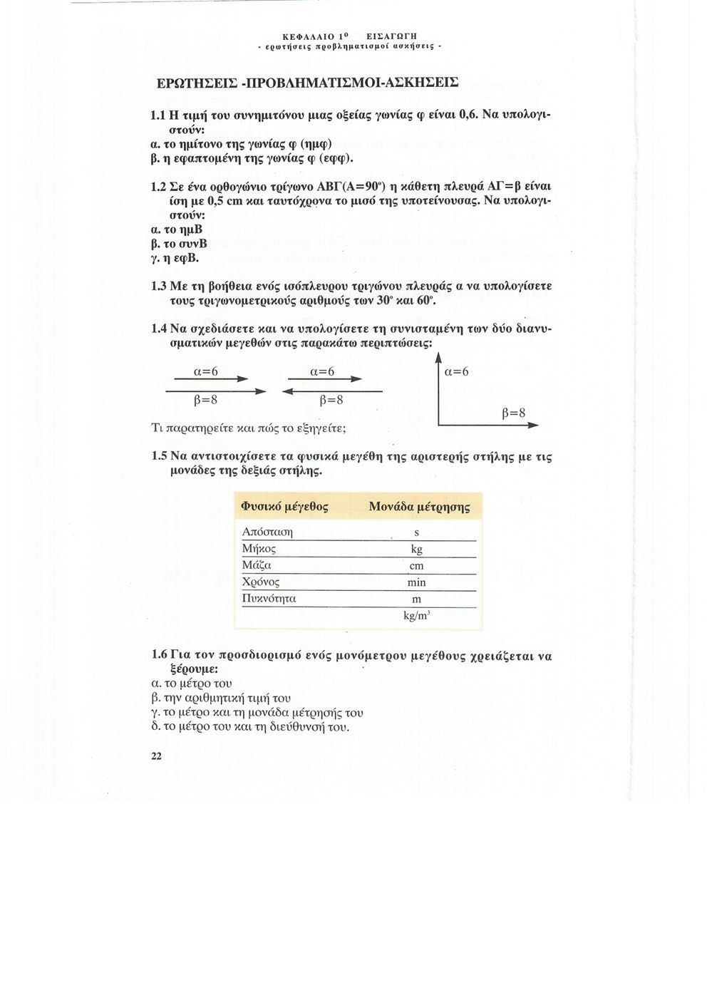 ΚΕΦΑΛΑΙΟ 1ο ΕΙΣΑΓΩΓΗ
- ερωτήσεις προβληματισμοί ασκήσεις -
ΕΡΩΤΗΣΕΙΣ -ΠΡΟΒΛΗΜΑΤΙΣΜΟΙ-ΑΣΚΗΣΕΙΣ
1.1 Η τιμή του συνημιτόνου μιας οξείας γωνίας φ είναι 0,6. Να υπολογι-
στούν:
α. το ημίτονο της γωνίας φ (ημφ)
β. η εφαπτομένη της γωνίας φ (εφφ).
1.2 Σε ένα ορθογώνιο τρίγωνο ΑΒΓ(Α=90°) η κάθετη πλευρά ΑΓ=β είναι
ίση με 0,5 cm και ταυτόχρονα το μισό της υποτείνουσας. Να υπολογι-
στούν:
α. το ημΒ
β. το συνΒ
γ. η εφΒ.
1.3 Με τη βοήθεια ενός ισόπλευρου τριγώνου πλευράς α να υπολογίσετε
τους τριγωνομετρικούς αριθμούς των 30° και 60°.
1.4 Να σχεδιάσετε και να υπολογίσετε τη συνισταμένη των δύο διανυ-
σματικών μεγεθών στις παρακάτω περιπτώσεις:
α=6 α=6 α=6
β=8 β=8
β=8
Τι παρατηρείτε και πώς το εξηγείτε;
1.5 Να αντιστοιχίσετε τα φυσικά μεγέθη της αριστερής στήλης με τις
μονάδες της δεξιάς στήλης.
Φυσικό μέγεθος Μονάδα μέτρησης
Απόσταση s
Μήκος kg
Μάζα cm
Χρόνος min
Πυκνότητα m
kg/m³
1.6 Για τον προσδιορισμό ενός μονόμετρου μεγέθους χρειάζεται να
ξέρουμε:
α. το μέτρο του
β. την αριθμητική τιμή του
γ. το μέτρο και τη μονάδα μέτρησής του
δ. το μέτρο του και τη διεύθυνσή του.
22